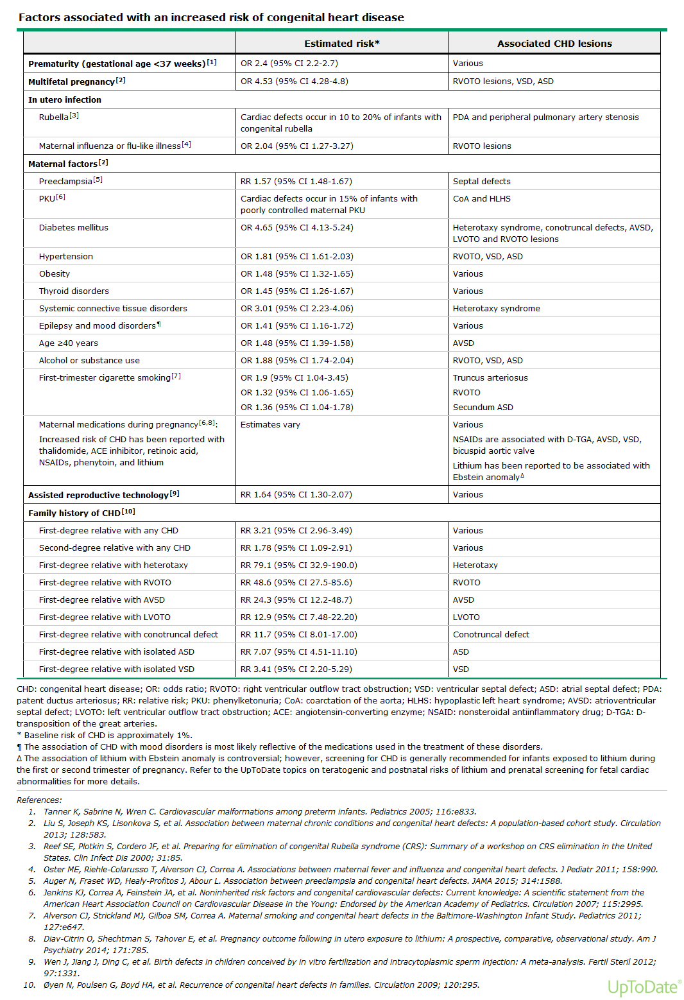 Factors associated with an increased risk of congenital heart disease
Estimated risk* Associated CHD lesions
Prematurity (gestational age <37 weeks)[1] OR 2.4 (95% CI 2.2-2.7) Various
Multifetal pregnancy[2] OR 4.53 (95% CI 4.28-4.8) RVOTO lesions, VSD, ASD
In utero infection
Rubella[3] Cardiac defects occur in 10 to 20% of infants with PDA and peripheral pulmonary artery stenosis
congenital rubella
Maternal influenza or flu-like illness[4] OR 2.04 (95% CI 1.27-3.27) RVOTO lesions
Maternal factors[2]
Preeclampsia[5] RR 1.57 (95% CI 1.48-1.67) Septal defects
PKU[6] Cardiac defects occur in 15% of infants with CoA and HLHS
poorly controlled maternal PKU
Diabetes mellitus OR 4.65 (95% CI 4.13-5.24) Heterotaxy syndrome, conotruncal defects, AVSD,
LVOTO and RVOTO lesions
Hypertension OR 1.81 (95% CI 1.61-2.03) RVOTO, VSD, ASD
Obesity OR 1.48 (95% CI 1.32-1.65) Various
Thyroid disorders OR 1.45 (95% CI 1.26-1.67) Various
Systemic connective tissue disorders OR 3.01 (95% CI 2.23-4.06) Heterotaxy syndrome
Epilepsy and mood disorders¶ OR 1.41 (95% CI 1.16-1.72) Various
Age ≥40 years OR 1.48 (95% CI 1.39-1.58) AVSD
Alcohol or substance use OR 1.88 (95% CI 1.74-2.04) RVOTO, VSD, ASD
First-trimester cigarette smoking[7] OR 1.9 (95% CI 1.04-3.45) Truncus arteriosus
OR 1.32 (95% CI 1.06-1.65) RVOTO
OR 1.36 (95% CI 1.04-1.78) Secundum ASD
Maternal medications during pregnancy[6,8]: Estimates vary Various
Increased risk of CHD has been reported with NSAIDs are associated with D-TGA, AVSD, VSD,
thalidomide, ACE inhibitor, retinoic acid, bicuspid aortic valve
NSAIDs, phenytoin, and lithium Lithium has been reported to be associated with
Ebstein anomalyΔ
Assisted reproductive technology[9] RR 1.64 (95% CI 1.30-2.07) Various
Family history of CHD[10]
First-degree relative with any CHD RR 3.21 (95% CI 2.96-3.49) Various
Second-degree relative with any CHD RR 1.78 (95% CI 1.09-2.91) Various
First-degree relative with heterotaxy RR 79.1 (95% CI 32.9-190.0) Heterotaxy
First-degree relative with RVOTO RR 48.6 (95% CI 27.5-85.6) RVOTO
First-degree relative with AVSD RR 24.3 (95% CI 12.2-48.7) AVSD
First-degree relative with LVOTO RR 12.9 (95% CI 7.48-22.20) LVOTO
First-degree relative with conotruncal defect RR 11.7 (95% CI 8.01-17.00) Conotruncal defect
First-degree relative with isolated ASD RR 7.07 (95% CI 4.51-11.10) ASD
First-degree relative with isolated VSD RR 3.41 (95% CI 2.20-5.29) VSD
CHD: congenital heart disease; OR: odds ratio; RVOTO: right ventricular outflow tract obstruction; VSD: ventricular septal defect; ASD: atrial septal defect; PDA:
patent ductus arteriosus; RR: relative risk; PKU: phenylketonuria; CoA: coarctation of the aorta; HLHS: hypoplastic left heart syndrome; AVSD: atrioventricular
septal defect; LVOTO: left ventricular outflow tract obstruction; ACE: angiotensin-converting enzyme; NSAID: nonsteroidal antiinflammatory drug; D-TGA: D-
transposition of the great arteries.
* Baseline risk of CHD is approximately 1%.
¶ The association of CHD with mood disorders is most likely reflective of the medications used in the treatment of these disorders.
Δ The association of lithium with Ebstein anomaly is controversial; however, screening for CHD is generally recommended for infants exposed to lithium during
the first or second trimester of pregnancy. Refer to the UpToDate topics on teratogenic and postnatal risks of lithium and prenatal screening for fetal cardiac
abnormalities for more details.
References:
1. Tanner K, Sabrine N, Wren C. Cardiovascular malformations among preterm infants. Pediatrics 2005; 116:e833.
2. Liu S, Joseph KS, Lisonkova S, et al. Association between maternal chronic conditions and congenital heart defects: A population-based cohort study. Circulation
2013; 128:583.
3. Reef SE, Plotkin S, Cordero JF, et al. Preparing for elimination of congenital Rubella syndrome (CRS): Summary of a workshop on CRS elimination in the United
States. Clin Infect Dis 2000; 31:85.
4. Oster ME, Riehle-Colarusso T, Alverson CJ, Correa A. Associations between maternal fever and influenza and congenital heart defects. J Pediatr 2011; 158:990.
5. Auger N, Fraset WD, Healy-Profitos J, Abour L. Association between preeclampsia and congenital heart defects. JAMA 2015; 314:1588.
6. Jenkins KJ, Correa A, Feinstein JA, et al. Noninherited risk factors and congenital cardiovascular defects: Current knowledge: A scientific statement from the
American Heart Association Council on Cardiovascular Disease in the Young: Endorsed by the American Academy of Pediatrics. Circulation 2007; 115:2995.
7. Alverson CJ, Strickland MJ, Gilboa SM, Correa A. Maternal smoking and congenital heart defects in the Baltimore-Washington Infant Study. Pediatrics 2011;
127:e647.
8. Diav-Citrin O, Shechtman S, Tahover E, et al. Pregnancy outcome following in utero exposure to lithium: A prospective, comparative, observational study. Am J
Psychiatry 2014; 171:785.
9. Wen J, Jiang J, Ding C, et al. Birth defects in children conceived by in vitro fertilization and intracytoplasmic sperm injection: A meta-analysis. Fertil Steril 2012;
97:1331.
10. Øyen N, Poulsen G, Boyd HA, et al. Recurrence of congenital heart defects in families. Circulation 2009; 120:295.
UpToDate®